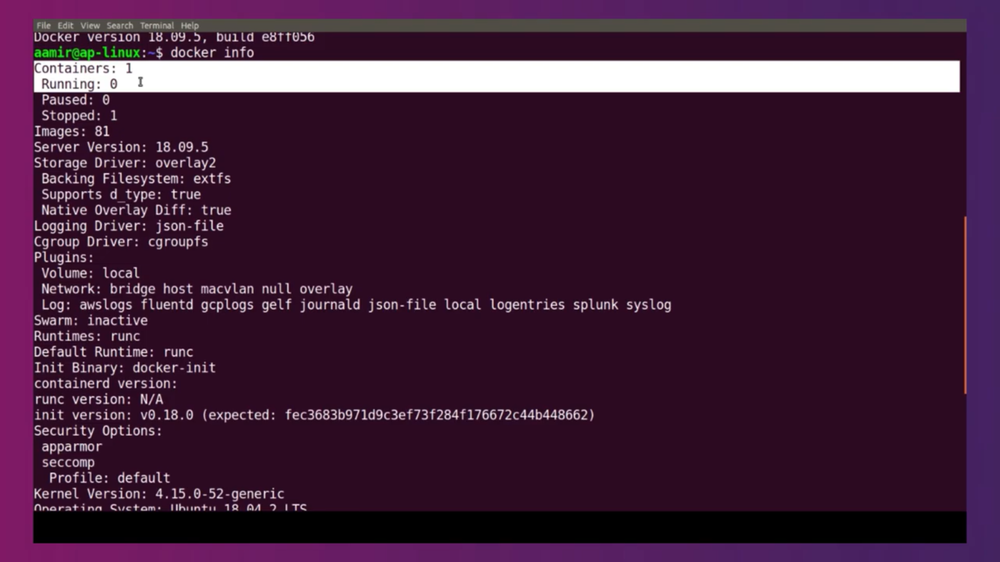 File Edit View Search Terminal Help
Docker version 18.09.5, build e8ff056
aamir@ap-linux:~$ docker info
Containers: 1
 Running: 0
 Paused: 0
 Stopped: 1
Images: 81
Server Version: 18.09.5
Storage Driver: overlay2
 Backing Filesystem: extfs
 Supports d_type: true
 Native Overlay Diff: true
Logging Driver: json-file
Cgroup Driver: cgroupfs
Plugins:
 Volume: local
 Network: bridge host macvlan null overlay
 Log: awslogs fluentd gcplogs gelf journald json-file local logentries splunk syslog
Swarm: inactive
Runtimes: runc
Default Runtime: runc
Init Binary: docker-init
containerd version:
runc version: N/A
init version: v0.18.0 (expected: fec3683b971d9c3ef73f284f176672c44b448662)
Security Options:
 apparmor
 seccomp
  Profile: default
Kernel Version: 4.15.0-52-generic
Operating System: Ubuntu 18.04.2 LTS